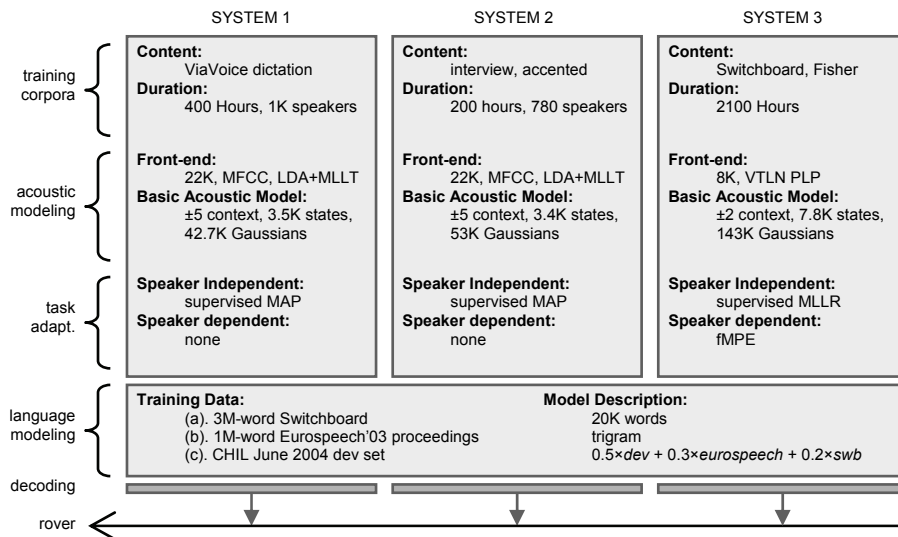 SYSTEM 1
SYSTEM 2
SYSTEM 3
training
corpora
Content:
ViaVoice dictation
Duration:
400 Hours, 1K speakers
Content:
interview, accented
Duration:
200 hours, 780 speakers
Content:
Switchboard, Fisher
Duration:
2100 Hours
acoustic
modeling
Front-end:
22K, MFCC, LDA+MLLT
Basic Acoustic Model:
±5 context, 3.5K states,
42.7K Gaussians
Front-end:
22K, MFCC, LDA+MLLT
Basic Acoustic Model:
±5 context, 3.4K states,
53K Gaussians
Front-end:
8K, VTLN PLP
Basic Acoustic Model:
±2 context, 7.8K states,
143K Gaussians
task
adapt.
Speaker Independent:
supervised MAP
Speaker dependent:
none
Speaker Independent:
supervised MAP
Speaker dependent:
none
Speaker Independent:
supervised MLLR
Speaker dependent:
fMPE
language
modeling
Training Data:
(a). 3M-word Switchboard
(b). 1M-word Eurospeech'03 proceedings
(c). CHIL June 2004 dev set
Model Description:
20K words
trigram
0.5×dev + 0.3×eurospeech + 0.2×swb
decoding
rover